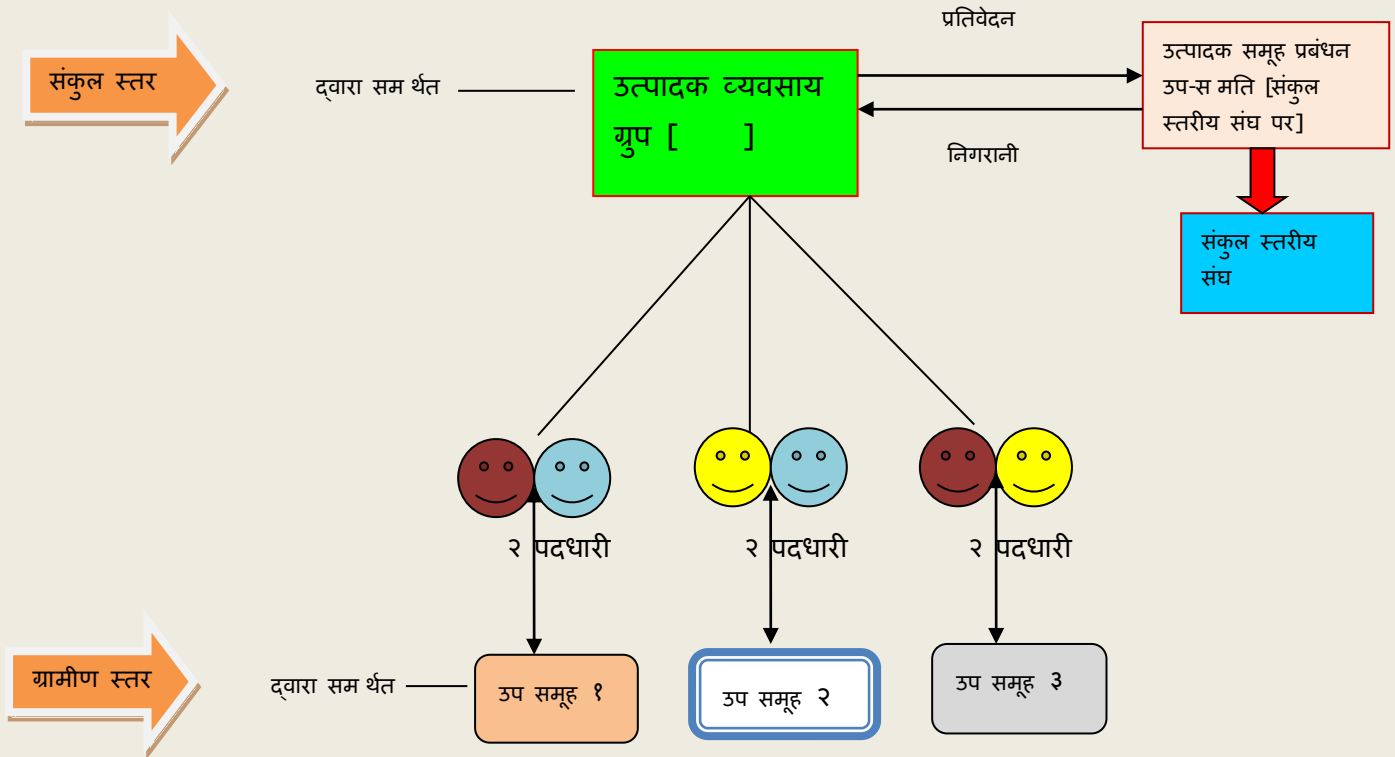 प्रतिवेदन
संकुल स्तर
द्वारा सम र्थत
उत्पादक व्यवसाय
ग्रुप [ ]
उत्पादक समूह प्रबंधन
उप-स मति [संकुल
स्तरीय संघ पर]
निगरानी
संकुल स्तरीय
संघ
२ पदधारी
२ पदधारी
२ पदधारी
ग्रामीण स्तर
द्वारा सम र्थत
उप समूह १
उप समूह २
उप समूह ३